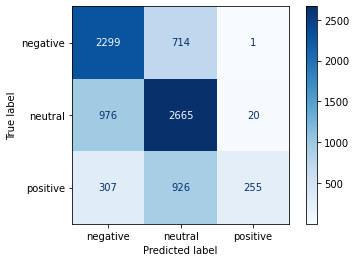 negative 2299 714 1
neutral 976 2665 20
positive 307 926 255
negative neutral positive
Predicted label
True label
2500
2000
1500
1000
500